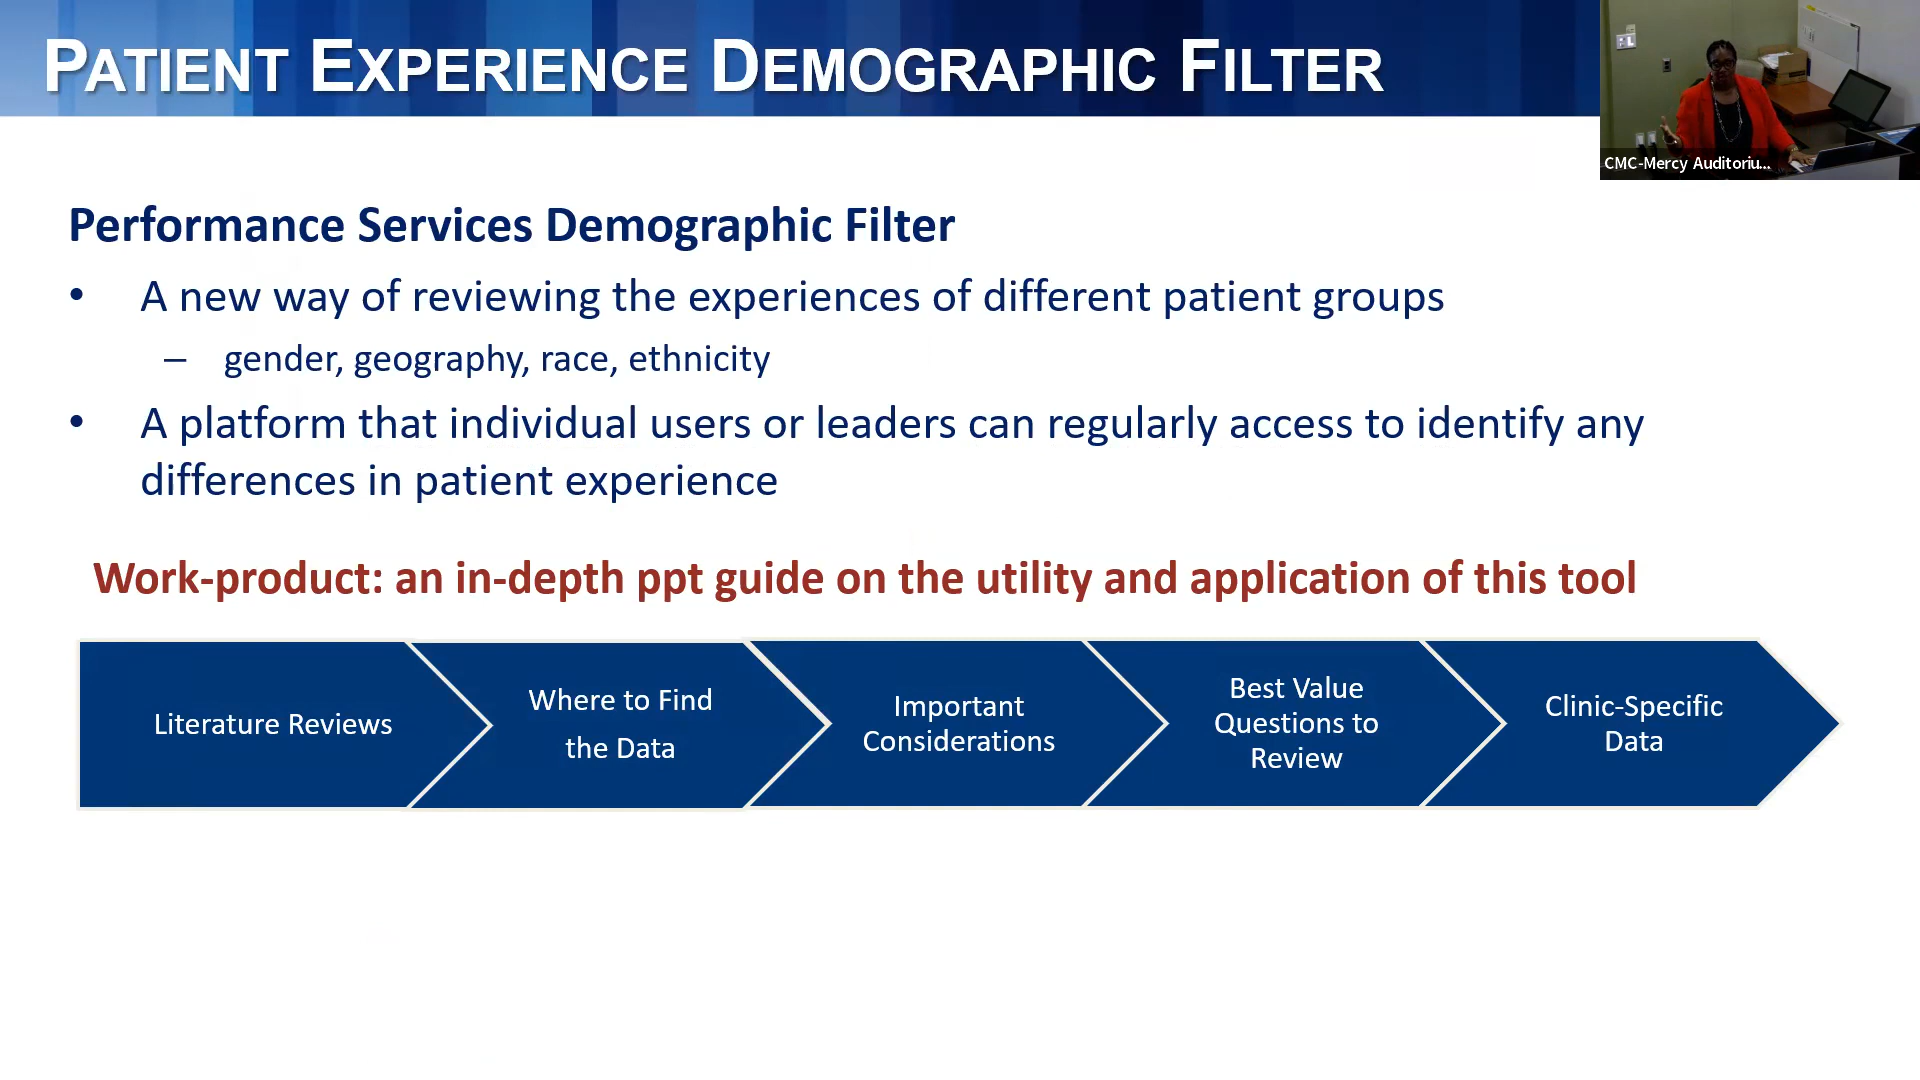 PATIENT EXPERIENCE DEMOGRAPHIC FILTER
CMC-Mercy Auditoriu...
Performance Services Demographic Filter
• A new way of reviewing the experiences of different patient groups
– gender, geography, race, ethnicity
• A platform that individual users or leaders can regularly access to identify any
differences in patient experience
Work-product: an in-depth ppt guide on the utility and application of this tool
Literature Reviews
Where to Find
the Data
Important
Considerations
Best Value
Questions to
Review
Clinic-Specific
Data